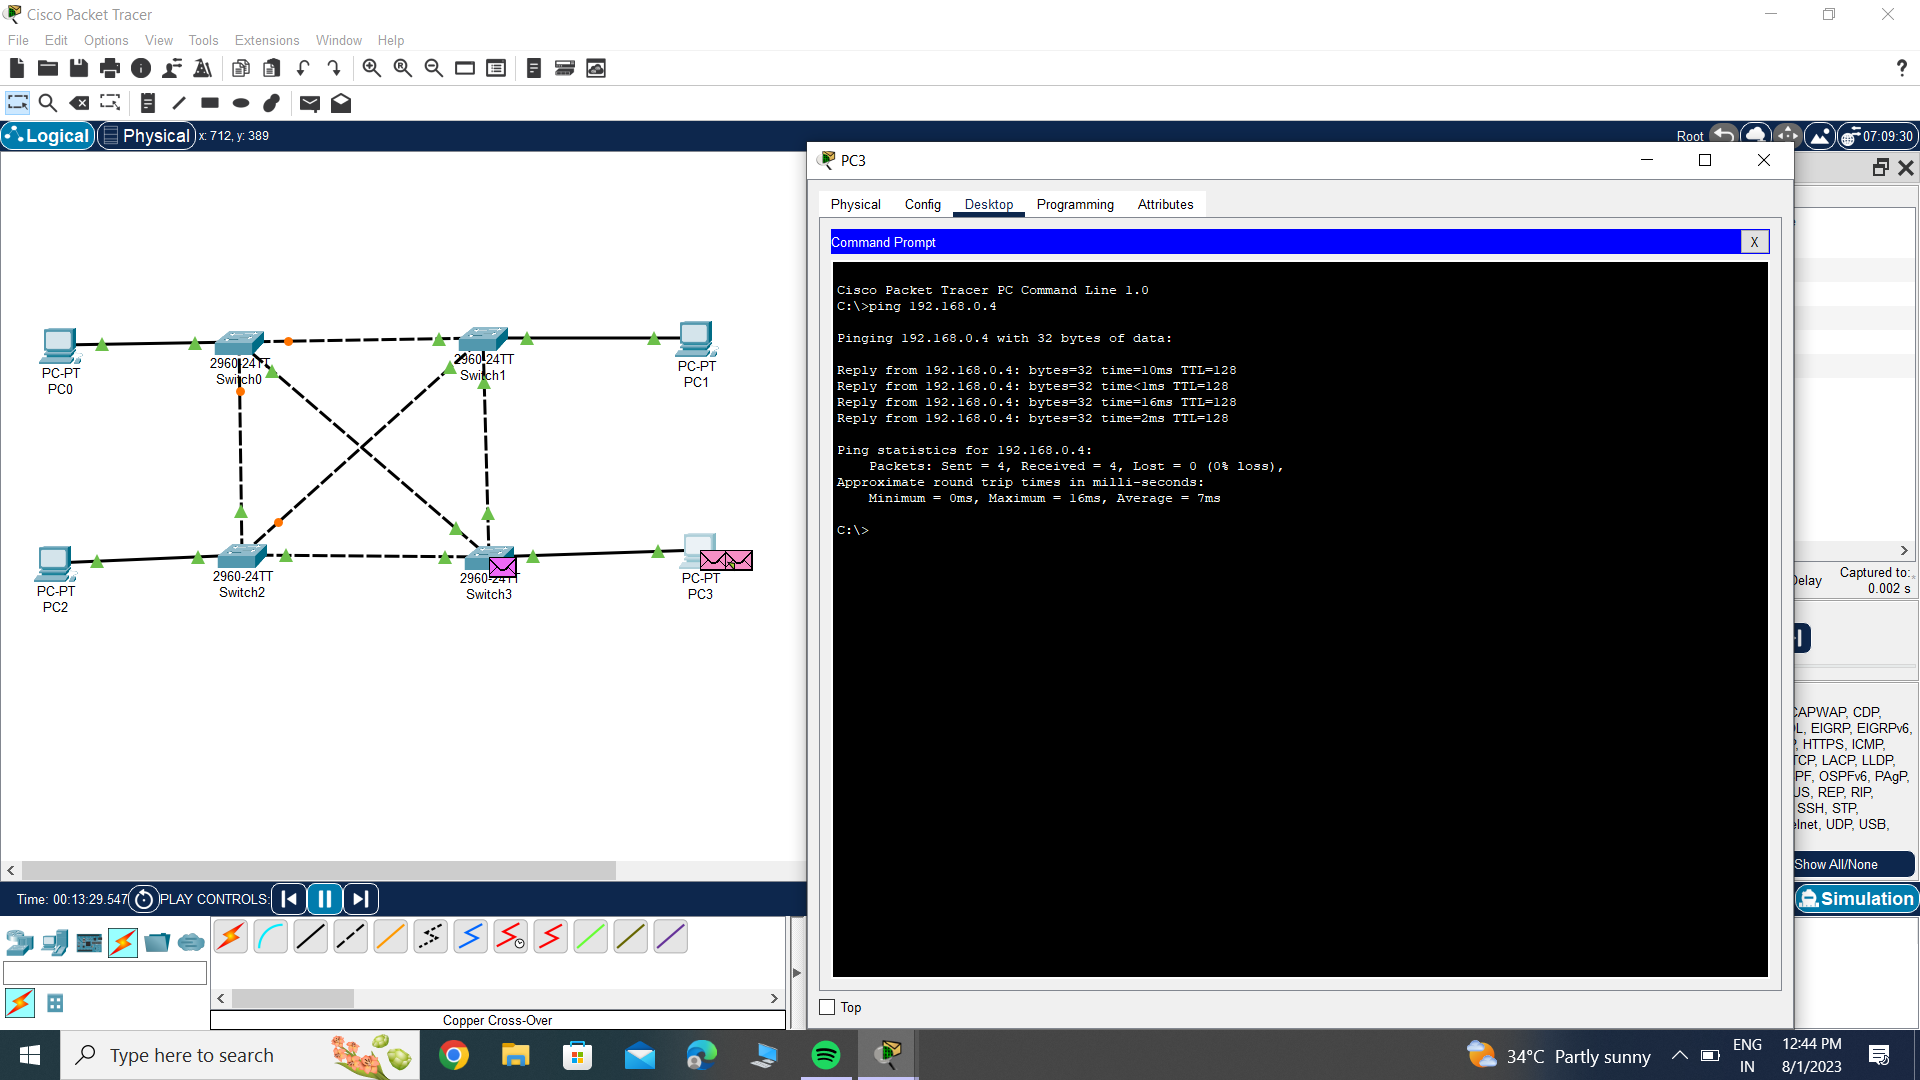 Cisco Packet Tracer
File Edit Options View Tools Extensions Window Help
?
Logical Physical x: 712, y: 389
Root 07:09:30
PC3
Physical Config Desktop Programming Attributes
Command Prompt X
Cisco Packet Tracer PC Command Line 1.0
C:\>ping 192.168.0.4
Pinging 192.168.0.4 with 32 bytes of data:
Reply from 192.168.0.4: bytes=32 time=10ms TTL=128
Reply from 192.168.0.4: bytes=32 time<1ms TTL=128
Reply from 192.168.0.4: bytes=32 time=16ms TTL=128
Reply from 192.168.0.4: bytes=32 time=2ms TTL=128
Ping statistics for 192.168.0.4:
Packets: Sent = 4, Received = 4, Lost = 0 (0% loss),
Approximate round trip times in milli-seconds:
Minimum = 0ms, Maximum = 16ms, Average = 7ms
C:\>
Top
PC-PT
PC0
2960-24TT
Switch0
2960-24TT
Switch1
PC-PT
PC1
PC-PT
PC2
2960-24TT
Switch2
2960-24TT
Switch3
PC-PT
PC3
Captured to:
0.002 s
CAPWAP, CDP,
EIGRP, EIGRPv6,
HTTPS, ICMP,
LACP, LLDP,
OSPFv6, PAgP,
REP, RIP,
SSH, STP,
UDP, USB,
Show All/None
Time: 00:13:29.547 PLAY CONTROLS:
Simulation
Copper Cross-Over
Type here to search
34°C Partly sunny
ENG
IN
12:44 PM
8/1/2023